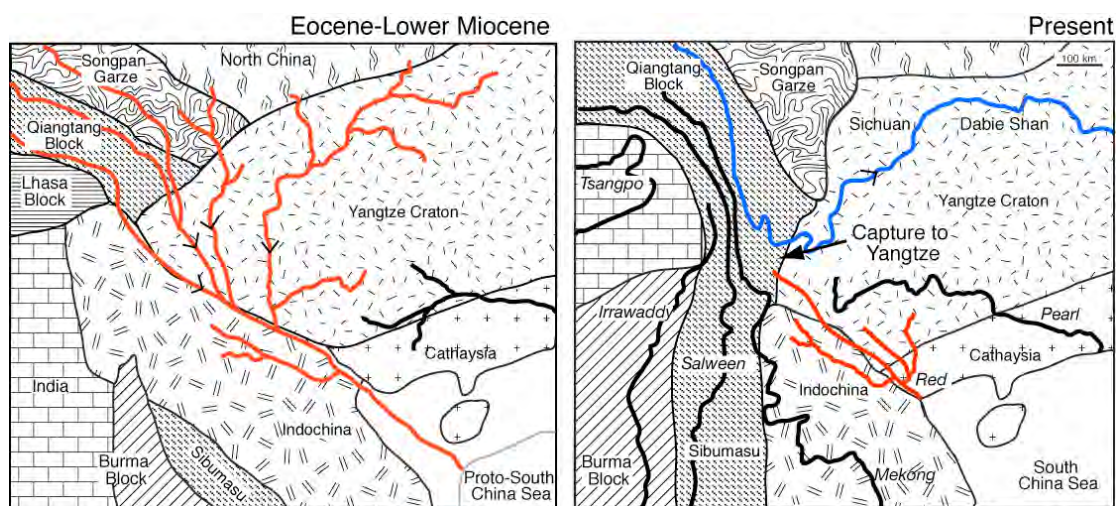 Eocene-Lower Miocene
Songpan
Garze
North China
Qiangtang
Block
Lhasa
Block
Yangtze Craton
Cathaysia
India
Indochina
Burma
Block
Sibumasu
Proto-South
China Sea
Present
100 km
Qiangtang
Block
Songpan
Garze
Sichuan
Dabie Shan
Tsangpo
Yangtze Craton
Capture to
Yangtze
Irrawaddy
Pearl
Salween
Cathaysia
Indochina
Red
Burma
Block
Sibumasu
Mekong
South
China Sea